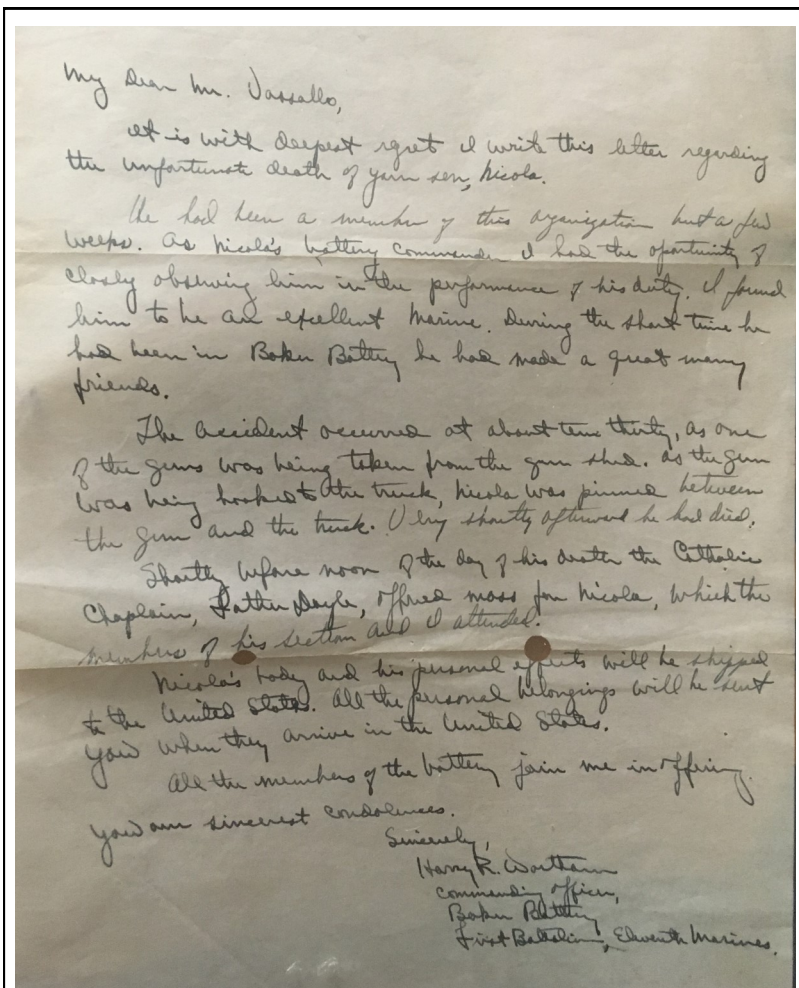 My Dear Mr. Vassallo,
It is with deepest regret I write this letter regarding
the unfortunate death of your son, Nicola.
He had been a member of this organization but a few
weeks. As Nicola's battery commander I had the oportunity of
closely observing him in the performance of his duty. I found
him to be an excellent Marine. During the short time he
had been in Baker Battery he had made a great many
friends.
The accident occurred at about ten thirty, as one
of the guns was being taken from the gun shed. As the gun
was being hooked to the truck, Nicola was pinned between
the gun and the truck. Very shortly afterward he had died.
Shortly before noon of the day of his death the Catholic
Chaplain, Father Doyle, offered mass for Nicola, which the
members of his section and I attended.
Nicola's body and his personal effects will be shipped
to the United States. All the personal belongings will be sent
you when they arrive in the United States.
All the members of the battery join me in offering
you our sincerest condolences.
Sincerely,
Harry R. Wortham
Commanding Officer,
Baker Battery
First Battalion, Eleventh Marines.